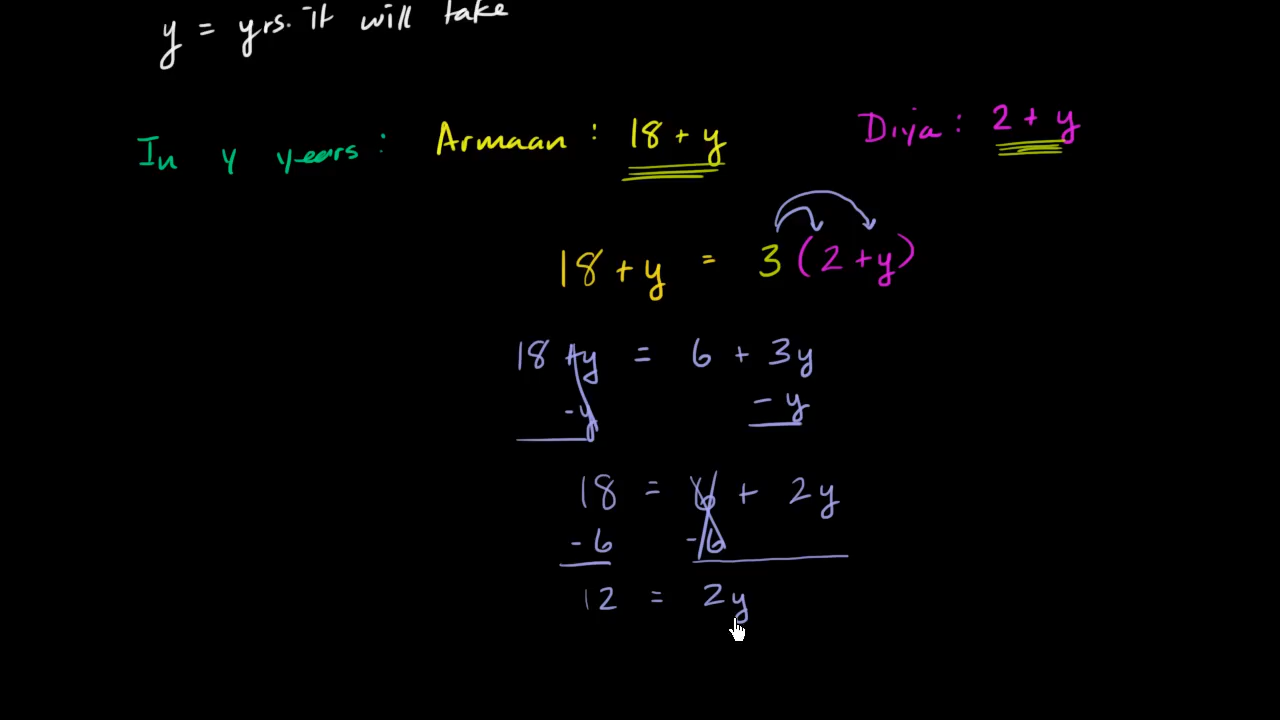 y = yrs. it will take
In y years: Armaan: 18 + y Diya: 2 + y
18 + y = 3 (2 + y)
18 + y = 6 + 3y
- y - y
18 = 6 + 2y
- 6 - 6
12 = 2y